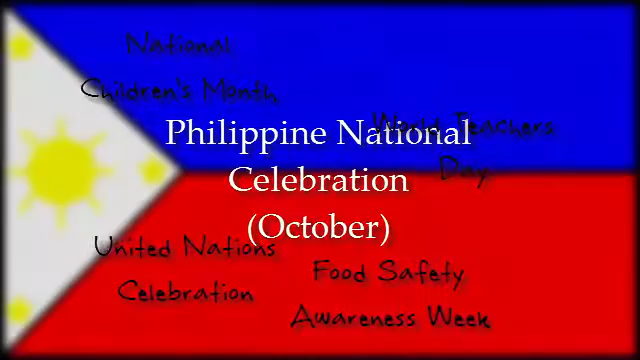 National
Children's Month
World Teachers
Day
Philippine National
Celebration
(October)
United Nations
Celebration
Food Safety
Awareness Week